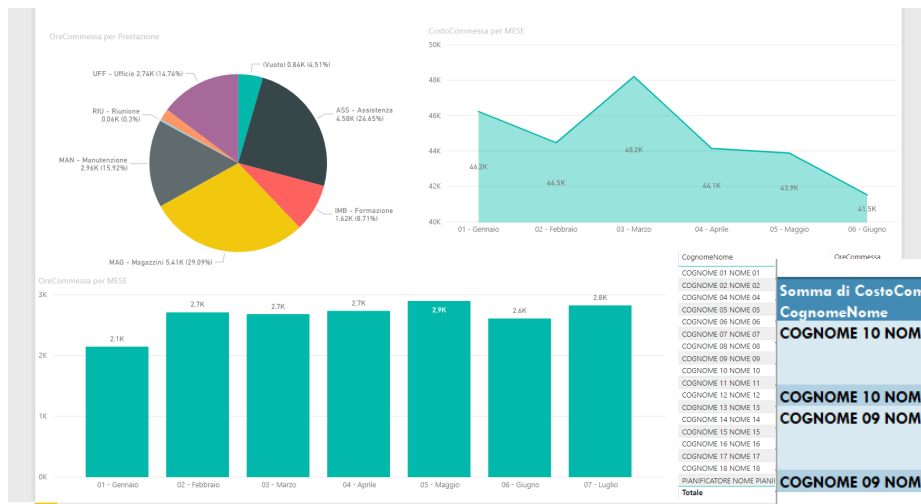 OreCommessa per Prestazione
(Vuoto) 0.84K (4,51%)
ASS - Assistenza
4.58K (24.65%)
IMB - Formazione
1.62K (8.71%)
MAG - Magazzini 5.41K (29.09%)
MAN - Manutenzione
2.96K (15.92%)
RIU - Riunione
0.06K (0.3%)
UFF - Ufficio 2.74K (14.74%)
CostoCommessa per MESE
50K
48K
46K
44K
42K
40K
46.2K
44.5K
48.2K
44.1K
43.9K
41.5K
01 - Gennaio
02 - Febbraio
03 - Marzo
04 - Aprile
05 - Maggio
06 - Giugno
OreCommessa per MESE
3K
2K
1K
0K
2.1K
2.7K
2.7K
2.7K
2.9K
2.6K
2.8K
01 - Gennaio
02 - Febbraio
03 - Marzo
04 - Aprile
05 - Maggio
06 - Giugno
07 - Luglio
CognomeNome OreCommessa
COGNOME 01 NOME 01
COGNOME 02 NOME 02
COGNOME 04 NOME 04
COGNOME 05 NOME 05
COGNOME 06 NOME 06
COGNOME 07 NOME 07
COGNOME 08 NOME 08
COGNOME 09 NOME 09
COGNOME 10 NOME 10
COGNOME 11 NOME 11
COGNOME 12 NOME 12
COGNOME 13 NOME 13
COGNOME 14 NOME 14
COGNOME 15 NOME 15
COGNOME 16 NOME 16
COGNOME 17 NOME 17
COGNOME 18 NOME 18
PIANIFICATORE NOME PIANI
Totale
Somma di CostoCom
CognomeNome
COGNOME 10 NOM
COGNOME 10 NOM
COGNOME 09 NOM
COGNOME 09 NOM